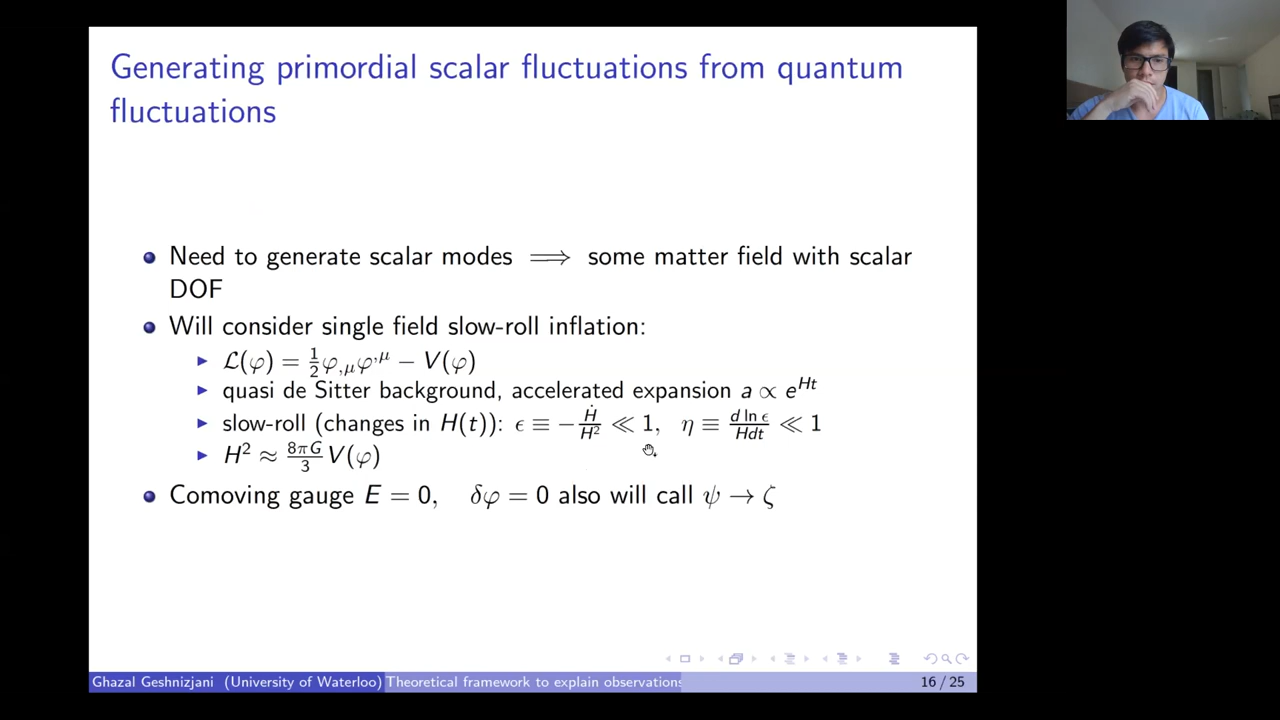 Generating primordial scalar fluctuations from quantum
fluctuations
Need to generate scalar modes ⟹ some matter field with scalar
DOF
Will consider single field slow-roll inflation:
ℒ(φ) = ½φ,μφ^,μ − V(φ)
quasi de Sitter background, accelerated expansion a ∝ e^Ht
slow-roll (changes in H(t)): ϵ ≡ −Ḣ/H² ≪ 1, η ≡ d ln ϵ/Hdt ≪ 1
H² ≈ 8πG/3 V(φ)
Comoving gauge E = 0, δφ = 0 also will call ψ → ζ
Ghazal Geshnizjani (University of Waterloo) Theoretical framework to explain observations 16 / 25